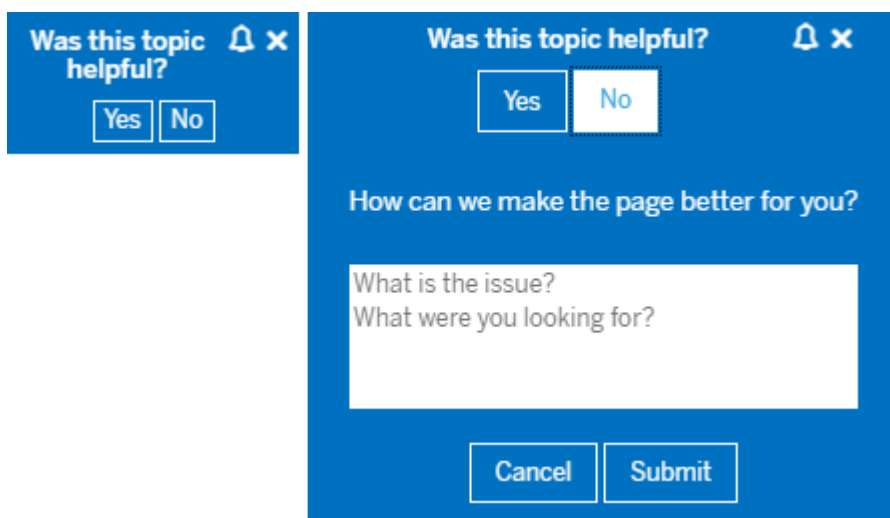 Was this topic
helpful?
Yes No
Was this topic helpful?
Yes No
How can we make the page better for you?
What is the issue?
What were you looking for?
Cancel Submit